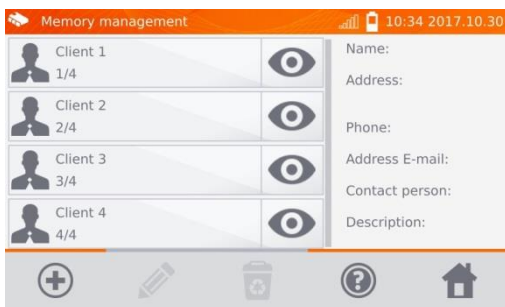 Memory management
10:34 2017.10.30
Client 1
1/4
Client 2
2/4
Client 3
3/4
Client 4
4/4
Name:
Address:
Phone:
Address E-mail:
Contact person:
Description: